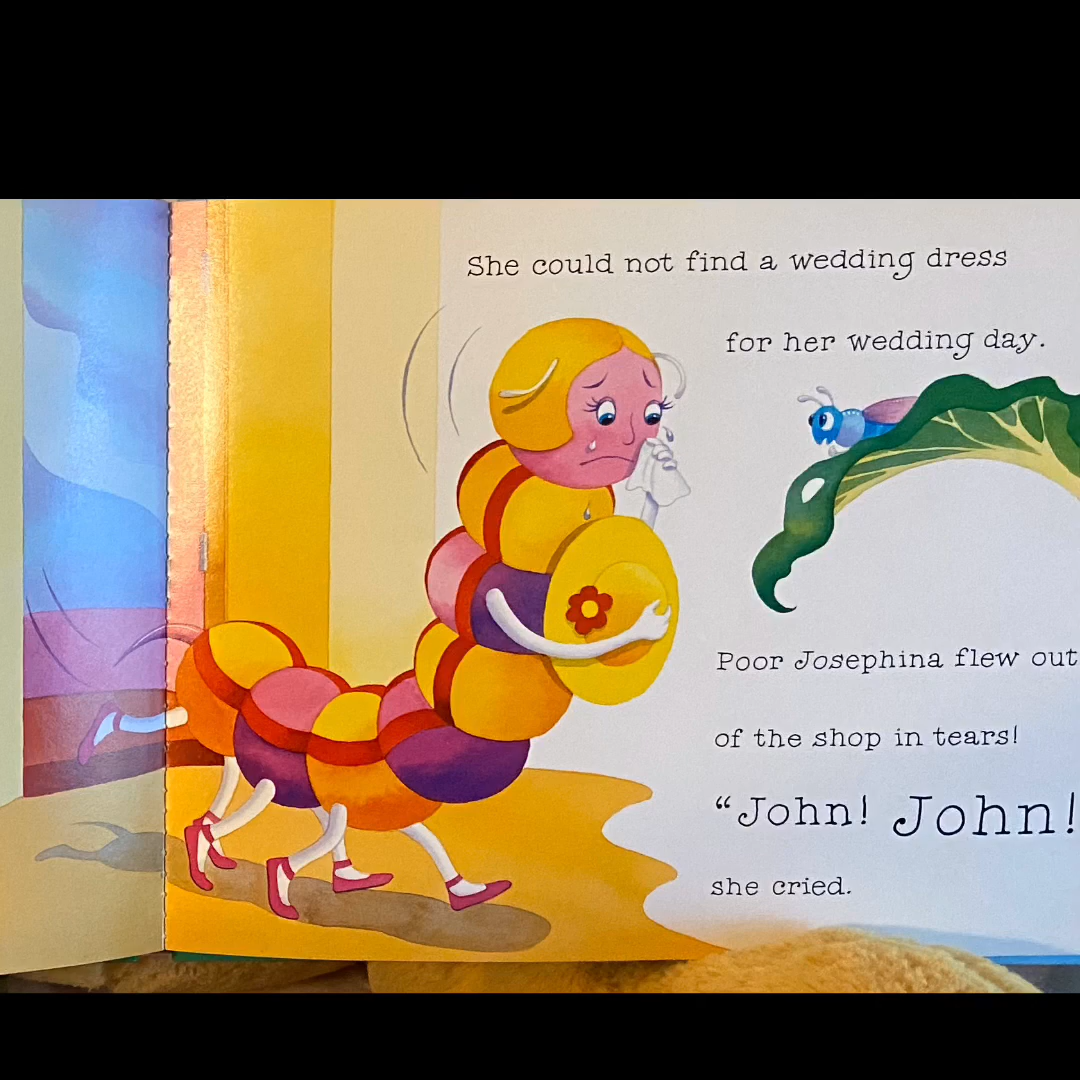 She could not find a wedding dress
for her wedding day.
Poor Josephina flew out
of the shop in tears!
“John! John!
she cried.